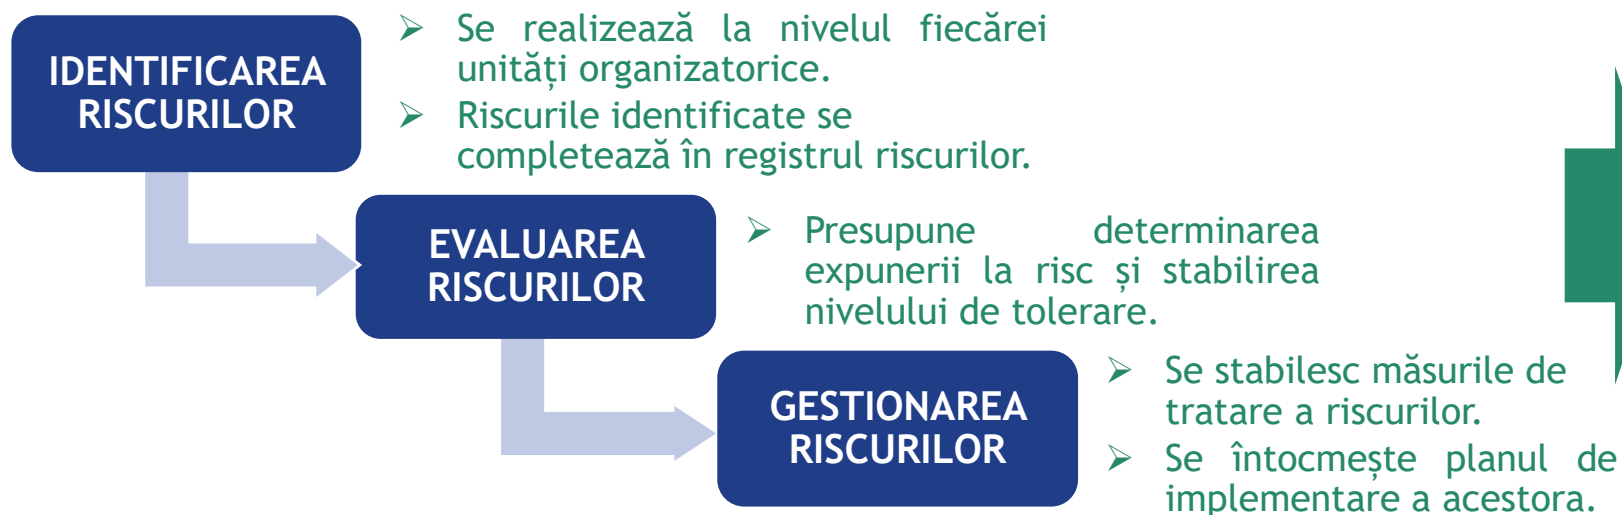 IDENTIFICAREA
RISCURILOR
➢ Se realizează la nivelul fiecărei
unități organizatorice.
➢ Riscurile identificate se
completează în registrul riscurilor.
EVALUAREA
RISCURILOR
➢ Presupune determinarea
expunerii la risc și stabilirea
nivelului de tolerare.
GESTIONAREA
RISCURILOR
➢ Se stabilesc măsurile de
tratare a riscurilor.
➢ Se întocmește planul de
implementare a acestora.